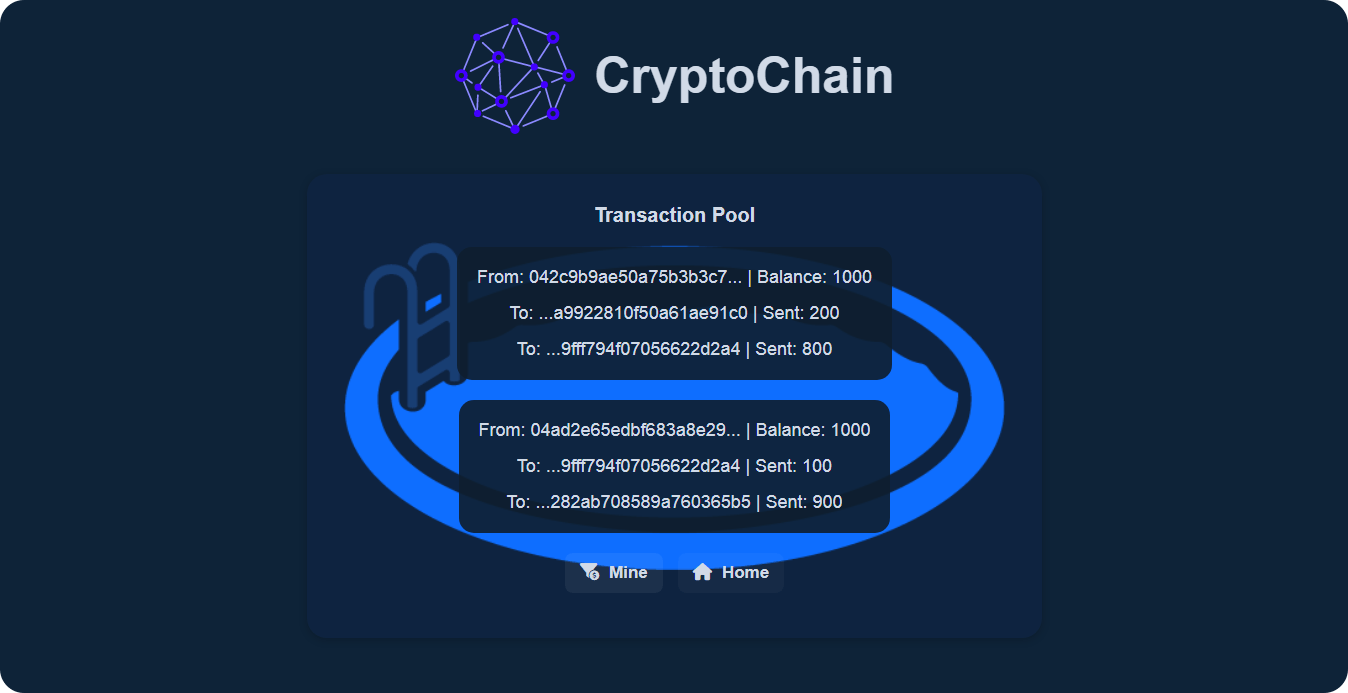 CryptoChain
Transaction Pool
From: 042c9b9ae50a75b3b3c7... | Balance: 1000
To: ...a9922810f50a61ae91c0 | Sent: 200
To: ...9fff794f07056622d2a4 | Sent: 800
From: 04ad2e65edbf683a8e29... | Balance: 1000
To: ...9fff794f07056622d2a4 | Sent: 100
To: ...282ab708589a760365b5 | Sent: 900
Mine
Home